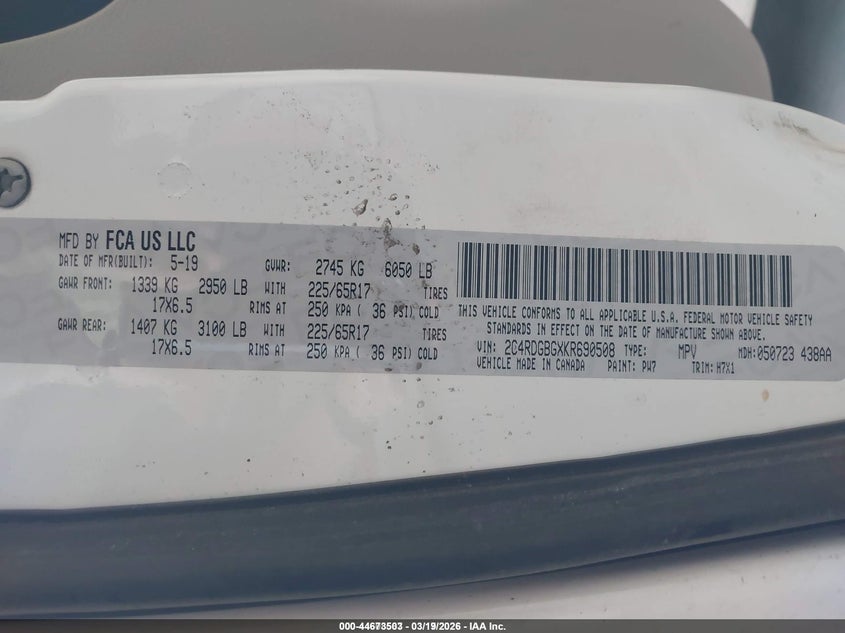 MFD BY FCA US LLC
DATE OF MFR(BUILT): 5-19 GVWR: 2745 KG 6050 LB
GAWR FRONT: 1339 KG 2950 LB WITH 225/65R17 TIRES
17X6.5 RIMS AT 250 KPA ( 36 PSI) COLD
GAWR REAR: 1407 KG 3100 LB WITH 225/65R17 TIRES
17X6.5 RIMS AT 250 KPA ( 36 PSI) COLD
THIS VEHICLE CONFORMS TO ALL APPLICABLE U.S.A. FEDERAL MOTOR VEHICLE SAFETY
STANDARDS IN EFFECT ON THE DATE OF MANUFACTURE SHOWN ABOVE.
VIN: 2C4RDGBGXKR690508 TYPE: MPV MDH: 050723 438AA
VEHICLE MADE IN CANADA PAINT: PW7 TRIM: H7X1
000-44673503 - 03/19/2026 - IAA Inc.